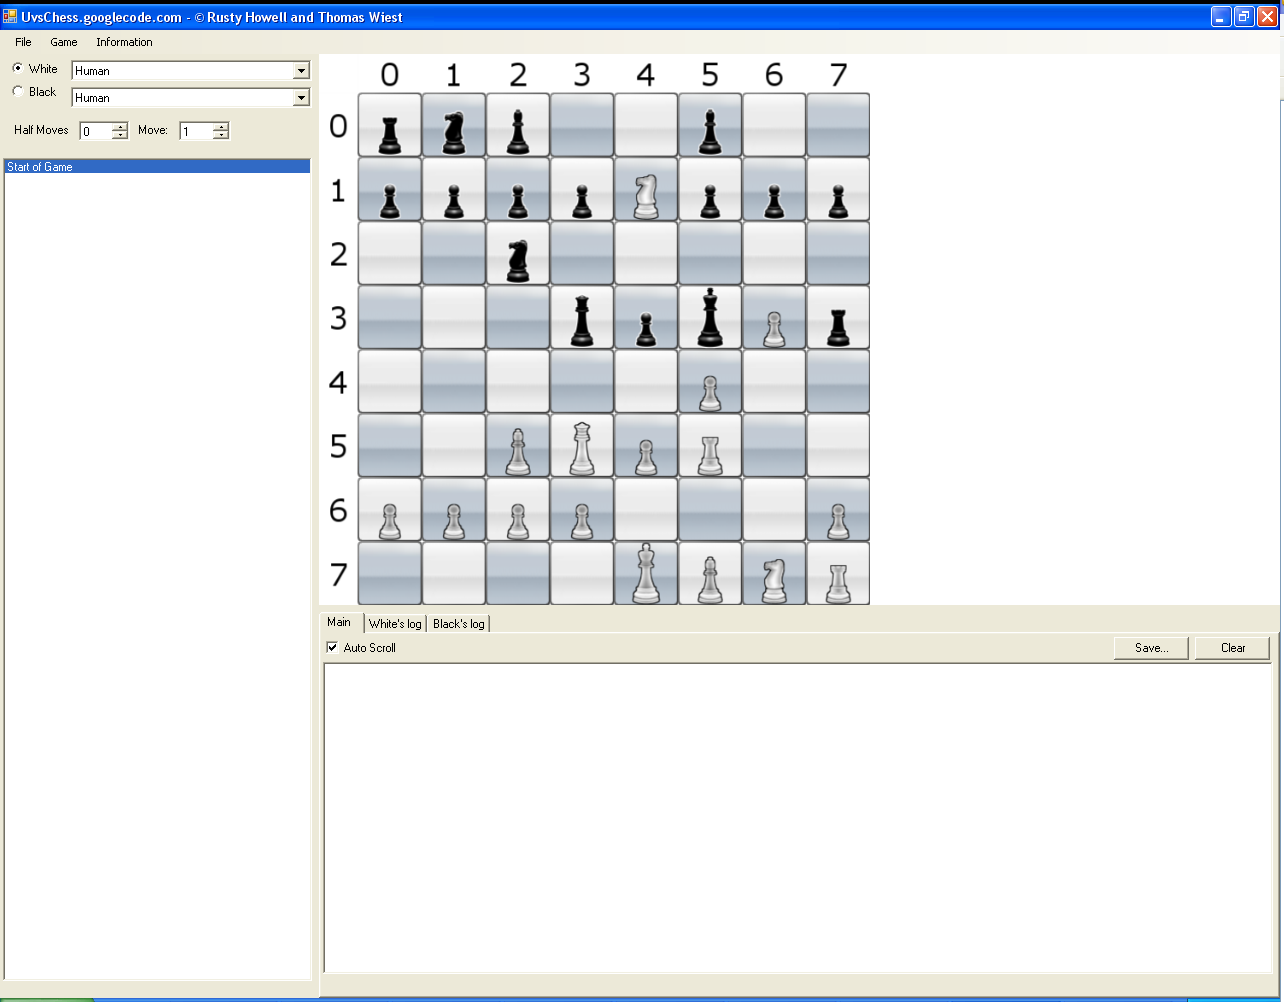 UvsChess.googlecode.com - © Rusty Howell and Thomas Wiest
File Game Information
White Human
Black Human
Half Moves 0 Move: 1
Start of Game
0 1 2 3 4 5 6 7
0
1
2
3
4
5
6
7
Main White's log Black's log
Auto Scroll Save... Clear